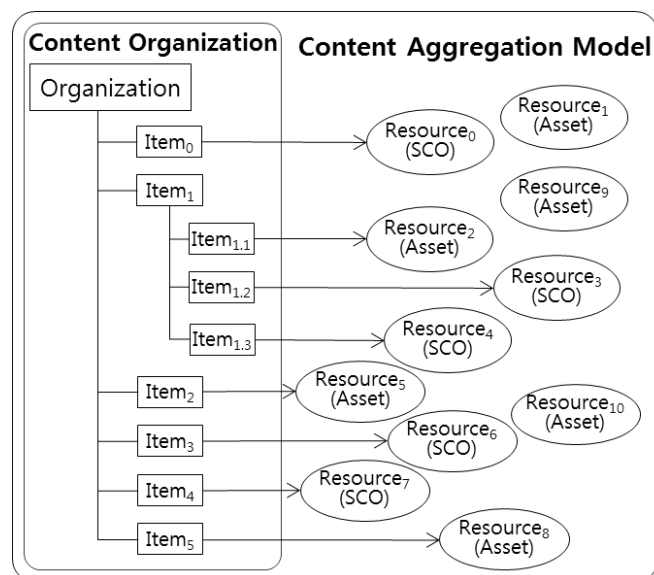 Content Organization
Content Aggregation Model
Organization
Resource₁
(Asset)
Item₀
Resource₀
(SCO)
Item₁
Resource₉
(Asset)
Item₁.₁
Resource₂
(Asset)
Item₁.₂
Resource₃
(SCO)
Item₁.₃
Resource₄
(SCO)
Item₂
Resource₅
(Asset)
Resource₁₀
(Asset)
Item₃
Resource₆
(SCO)
Item₄
Resource₇
(SCO)
Item₅
Resource₈
(Asset)